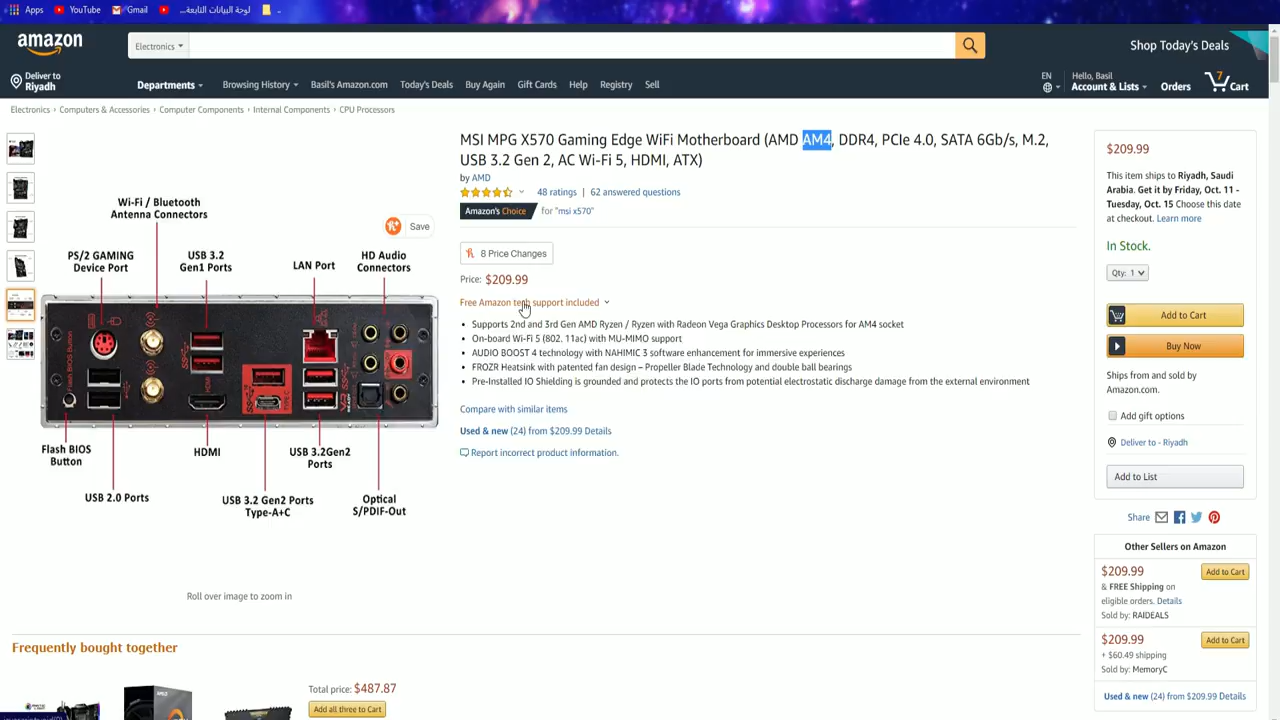 Apps YouTube Gmail لوحة البيانات التابعة...
amazon
Electronics
Shop Today's Deals
Deliver to
Riyadh
Departments Browsing History Basil's Amazon.com Today's Deals Buy Again Gift Cards Help Registry Sell
EN
Hello, Basil
Account & Lists Orders 7 Cart
Electronics › Computers & Accessories › Computer Components › Internal Components › CPU Processors
MSI MPG X570 Gaming Edge WiFi Motherboard (AMD AM4, DDR4, PCIe 4.0, SATA 6Gb/s, M.2,
USB 3.2 Gen 2, AC Wi-Fi 5, HDMI, ATX)
by AMD
48 ratings | 62 answered questions
Amazon's Choice for "msi x570"
8 Price Changes
Price: $209.99
Free Amazon tech support included
• Supports 2nd and 3rd Gen AMD Ryzen / Ryzen with Radeon Vega Graphics Desktop Processors for AM4 socket
• On-board Wi-Fi 5 (802. 11ac) with MU-MIMO support
• AUDIO BOOST 4 technology with NAHIMIC 3 software enhancement for immersive experiences
• FROZR Heatsink with patented fan design – Propeller Blade Technology and double ball bearings
• Pre-Installed IO Shielding is grounded and protects the IO ports from potential electrostatic discharge damage from the external environment
Compare with similar items
Used & new (24) from $209.99 Details
Report incorrect product information.
Save
Wi-Fi / Bluetooth
Antenna Connectors
PS/2 GAMING
Device Port
USB 3.2
Gen1 Ports
LAN Port
HD Audio
Connectors
Flash BIOS Button
HDMI
Flash BIOS
Button
USB 2.0 Ports
HDMI
USB 3.2 Gen2 Ports
Type-A+C
USB 3.2Gen2
Ports
Optical
S/PDIF-Out
Roll over image to zoom in
$209.99
This item ships to Riyadh, Saudi
Arabia. Get it by Friday, Oct. 11 -
Tuesday, Oct. 15 Choose this date
at checkout. Learn more
In Stock.
Qty: 1
Add to Cart
Buy Now
Ships from and sold by
Amazon.com.
Add gift options
Deliver to - Riyadh
Add to List
Share
Other Sellers on Amazon
$209.99 Add to Cart
& FREE Shipping on
eligible orders. Details
Sold by: RAIDEALS
$209.99 Add to Cart
+ $60.49 shipping
Sold by: MemoryC
Used & new (24) from $209.99 Details
Frequently bought together
Total price: $487.87
Add all three to Cart